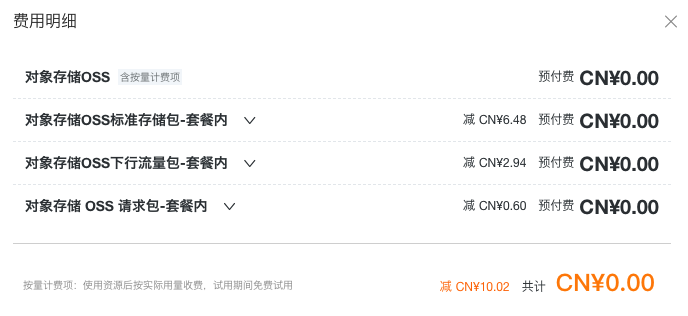 费用明细
对象存储OSS 含按量计费项 预付费 CN¥0.00
对象存储OSS标准存储包-套餐内 减 CN¥6.48 预付费 CN¥0.00
对象存储OSS下行流量包-套餐内 减 CN¥2.94 预付费 CN¥0.00
对象存储 OSS 请求包-套餐内 减 CN¥0.60 预付费 CN¥0.00
按量计费项：使用资源后按实际用量收费，试用期间免费试用 减 CN¥10.02 共计 CN¥0.00